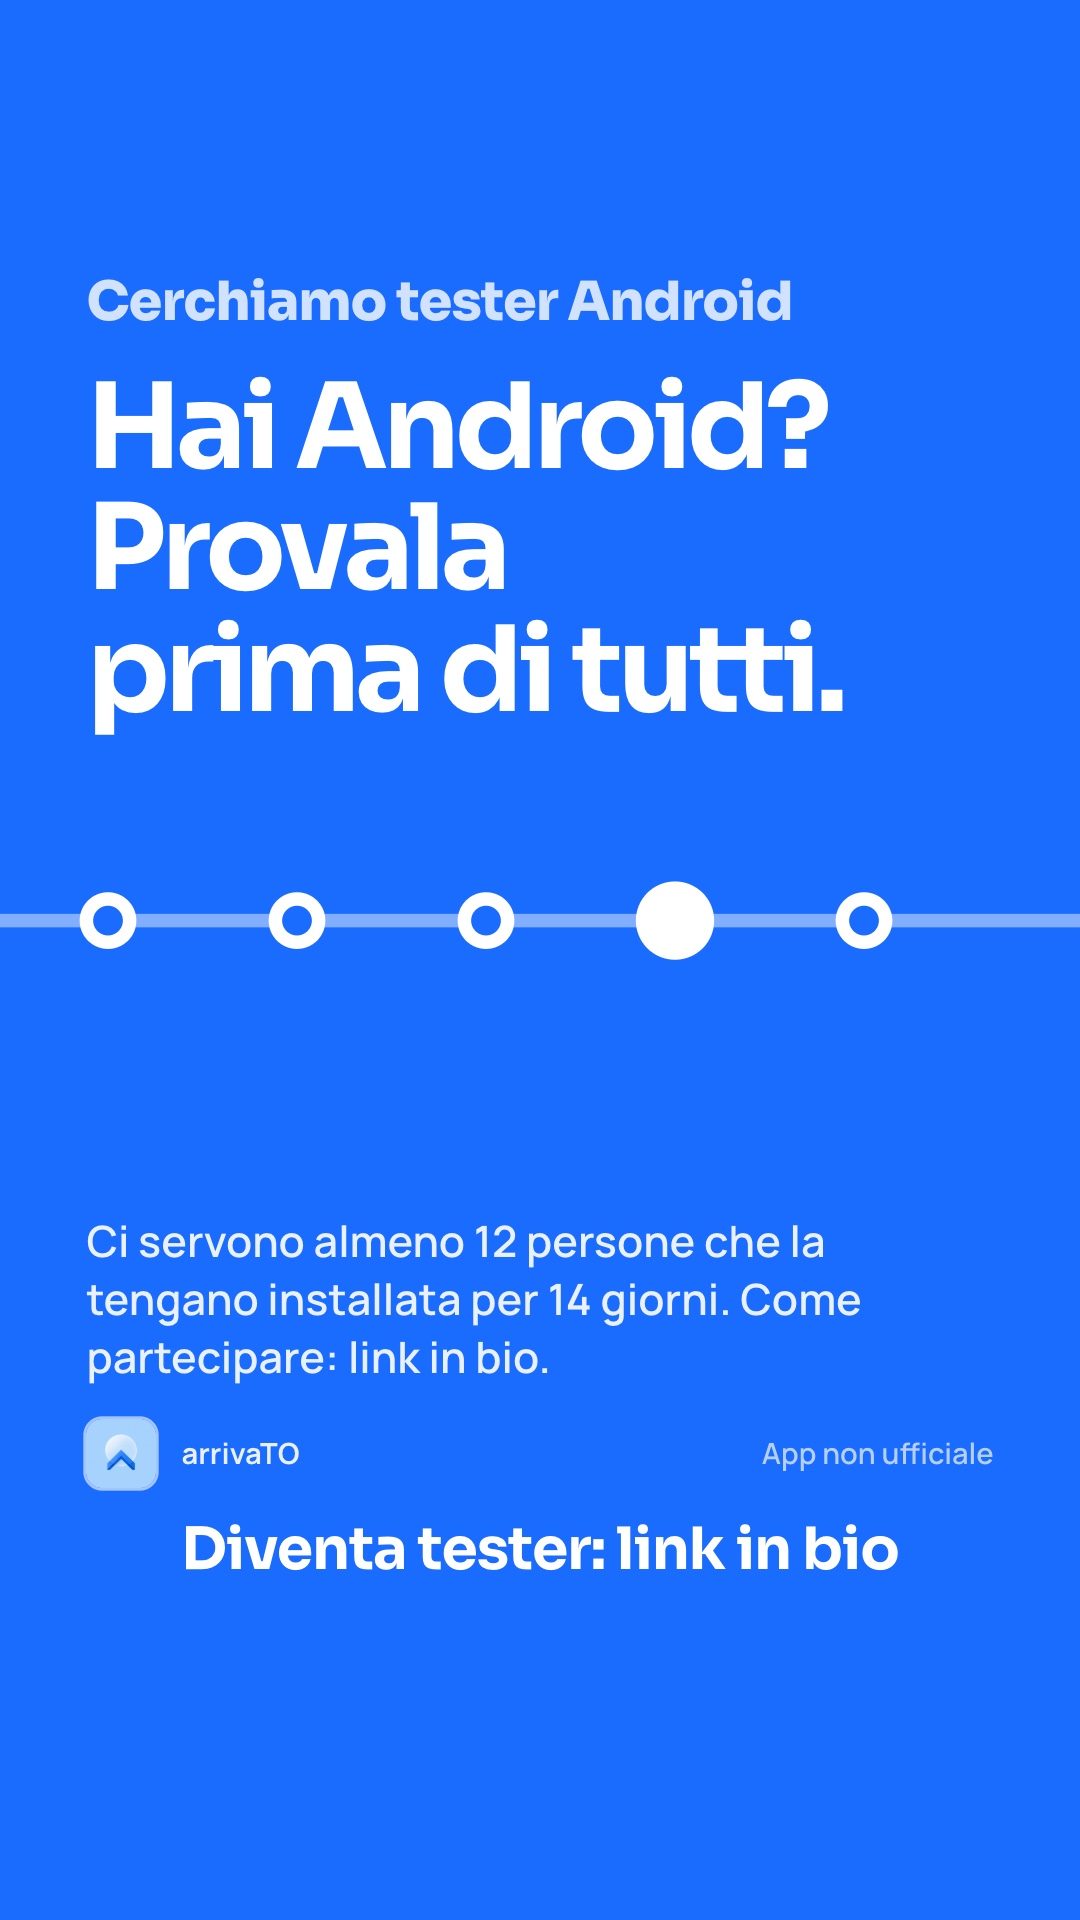 Cerchiamo tester Android
Hai Android?
Provala
prima di tutti.
Ci servono almeno 12 persone che la
tengano installata per 14 giorni. Come
partecipare: link in bio.
arrivaTO
App non ufficiale
Diventa tester: link in bio